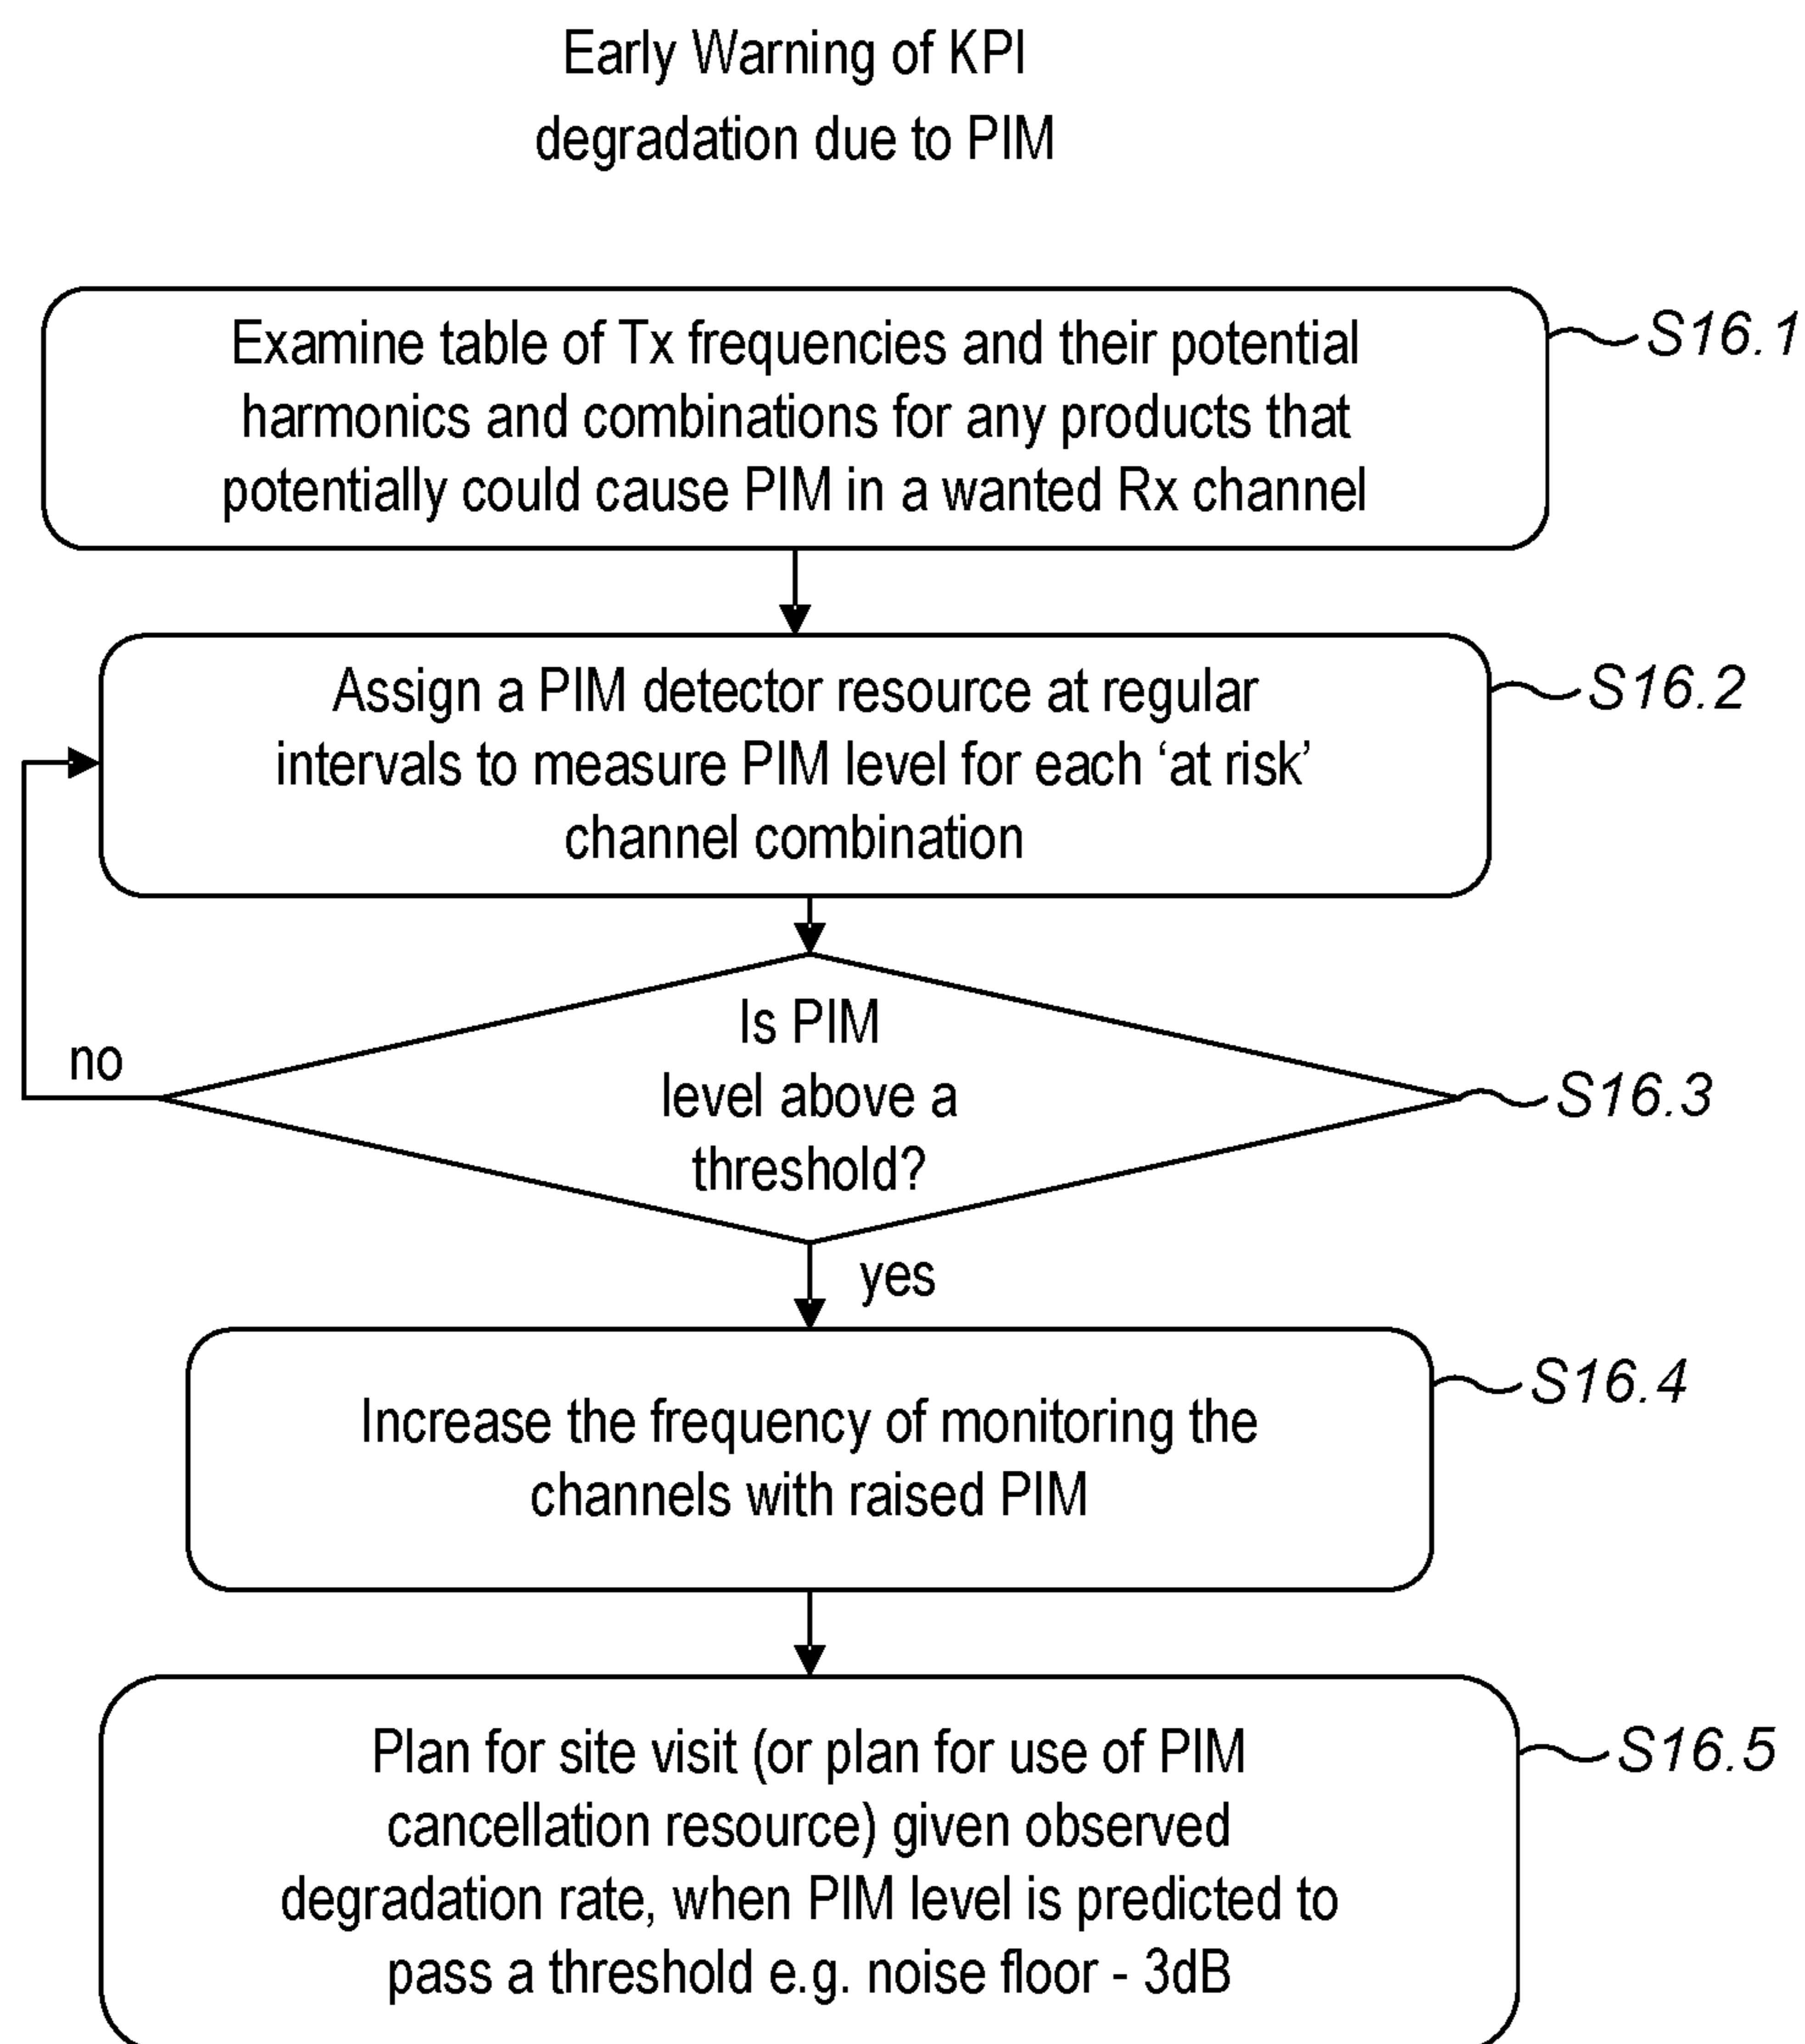 Early Warning of KPI
degradation due to PIM
Examine table of Tx frequencies and their potential
harmonics and combinations for any products that
potentially could cause PIM in a wanted Rx channel
S16.1
Assign a PIM detector resource at regular
intervals to measure PIM level for each ‘at risk’
channel combination
S16.2
Is PIM
level above a
threshold?
S16.3
no
yes
Increase the frequency of monitoring the
channels with raised PIM
S16.4
Plan for site visit (or plan for use of PIM
cancellation resource) given observed
degradation rate, when PIM level is predicted to
pass a threshold e.g. noise floor - 3dB
S16.5